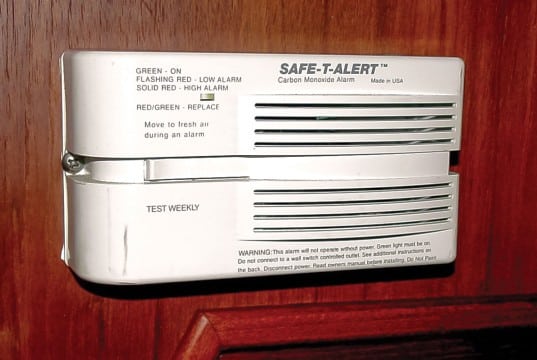 GREEN - ON
FLASHING RED - LOW ALARM
SOLID RED - HIGH ALARM
RED/GREEN - REPLACE
Move to fresh air
during an alarm
SAFE-T-ALERT™
Carbon Monoxide Alarm Made in USA
TEST WEEKLY
WARNING: This alarm will not operate without power. Green light must be on.
Do not connect to a wall switch controlled outlet. See additional instructions on
the back. Disconnect power. Read owners manual before installing. Do Not Paint